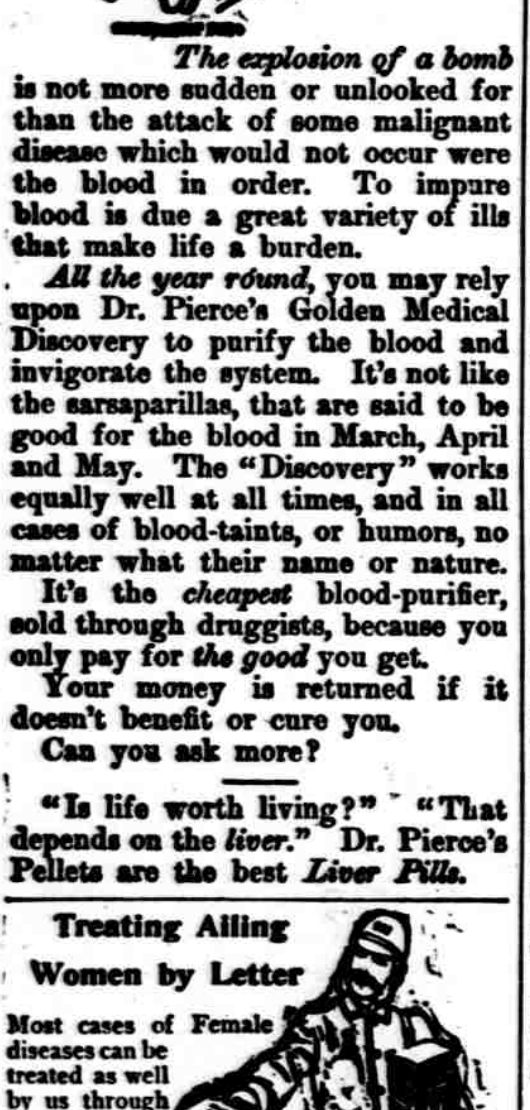 The explosion of a bomb
is not more sudden or unlooked for
than the attack of some malignant
disease which would not occur were
the blood in order. To impure
blood is due a great variety of ills
that make life a burden.
All the year round, you may rely
upon Dr. Pierce's Golden Medical
Discovery to purify the blood and
invigorate the system. It's not like
the sarsaparillas, that are said to be
good for the blood in March, April
and May. The "Discovery" works
equally well at all times, and in all
cases of blood-taints, or humors, no
matter what their name or nature.
It's the cheapest blood-purifier,
sold through druggists, because you
only pay for the good you get.
Your money is returned if it
doesn't benefit or cure you.
Can you ask more?
"Is life worth living?" "That
depends on the liver." Dr. Pierce's
Pellets are the best Liver Pills.
Treating Ailing
Women by Letter
Most cases of Female
diseases can be
treated as well
by us through